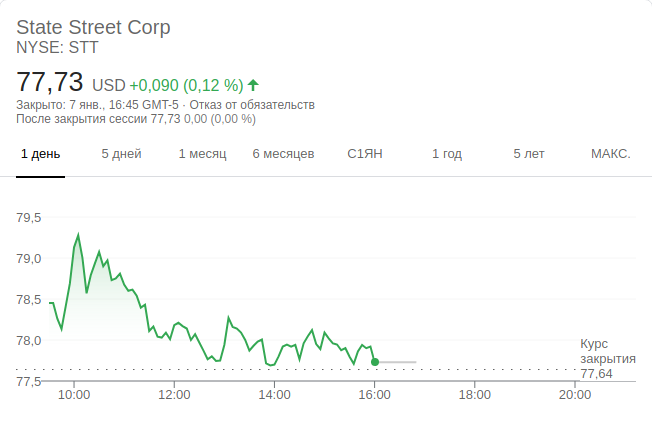 State Street Corp
NYSE: STT
77,73 USD +0,090 (0,12 %)
Закрыто: 7 янв., 16:45 GMT-5 · Отказ от обязательств
После закрытия сессии 77,73 0,00 (0,00 %)
1 день 5 дней 1 месяц 6 месяцев С1ЯН 1 год 5 лет МАКС.
79,5
79,0
78,5
78,0
Курс
закрытия
77,64
77,5
10:00 12:00 14:00 16:00 18:00 20:00